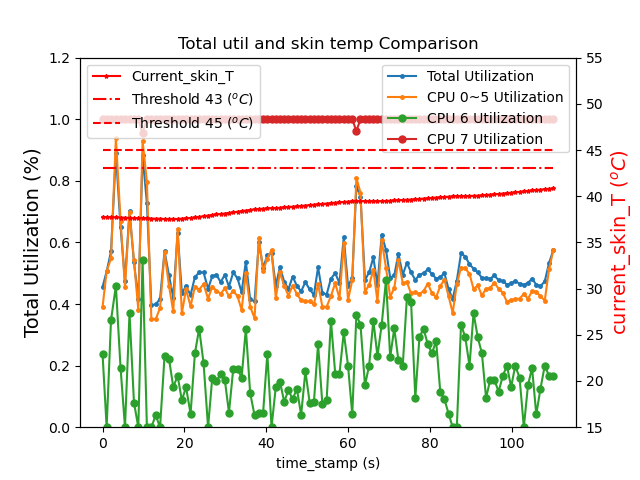 Total util and skin temp Comparison
Current_skin_T
Threshold 43 (°C)
Threshold 45 (°C)
Total Utilization
CPU 0~5 Utilization
CPU 6 Utilization
CPU 7 Utilization
Total Utilization (%)
1.2
1.0
0.8
0.6
0.4
0.2
0.0
55
50
45
40
35
30
25
20
15
current_skin_T (°C)
0
20
40
60
80
100
time_stamp (s)